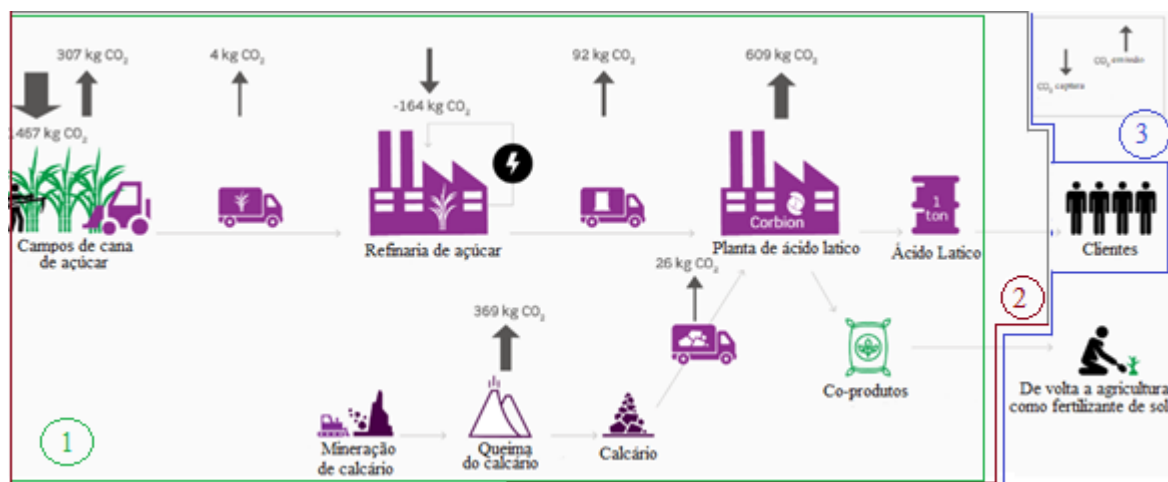 307 kg CO₂
4 kg CO₂
92 kg CO₂
609 kg CO₂
CO₂ emissão
CO₂ captura
-164 kg CO₂
.467 kg CO₂
3
Corbion
1
ton
Campos de cana
de açúcar
Refinaria de açúcar
Planta de ácido latico
Ácido Latico
Clientes
26 kg CO₂
2
369 kg CO₂
Co-produtos
De volta a agricultura
como fertilizante de sol
1
Mineração
de calcário
Queima
do calcário
Calcário